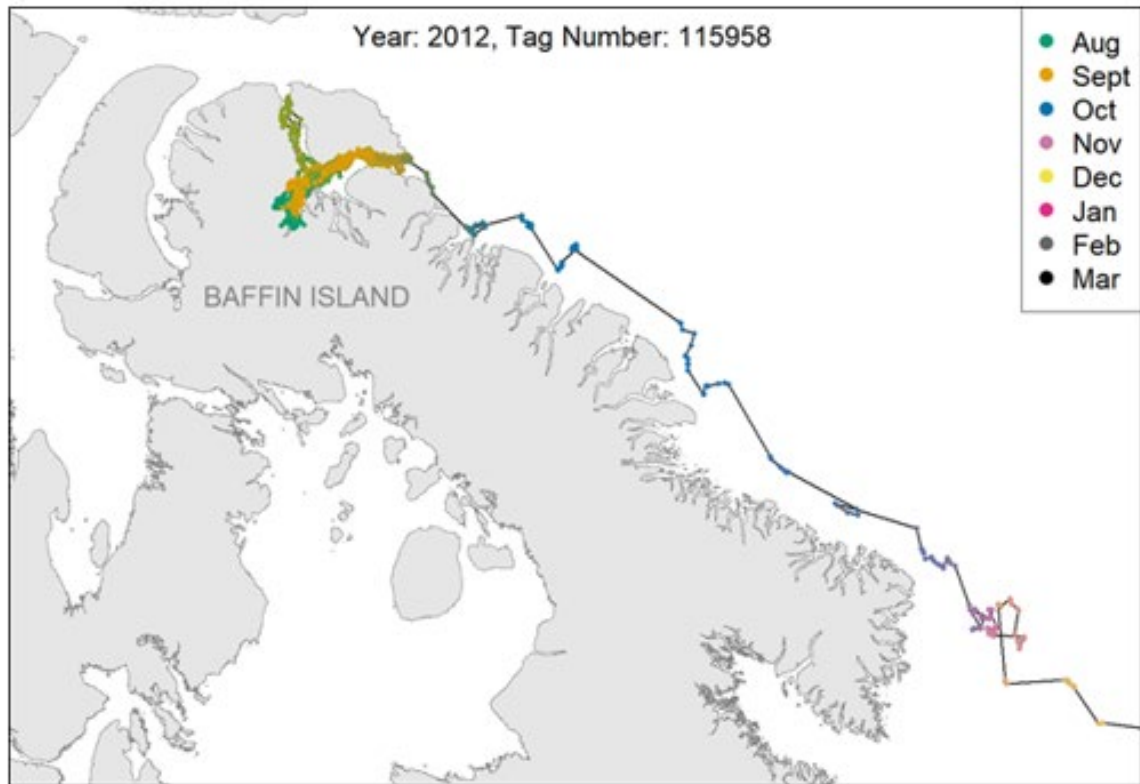 Year: 2012, Tag Number: 115958
Aug
Sept
Oct
Nov
Dec
Jan
Feb
Mar
BAFFIN ISLAND